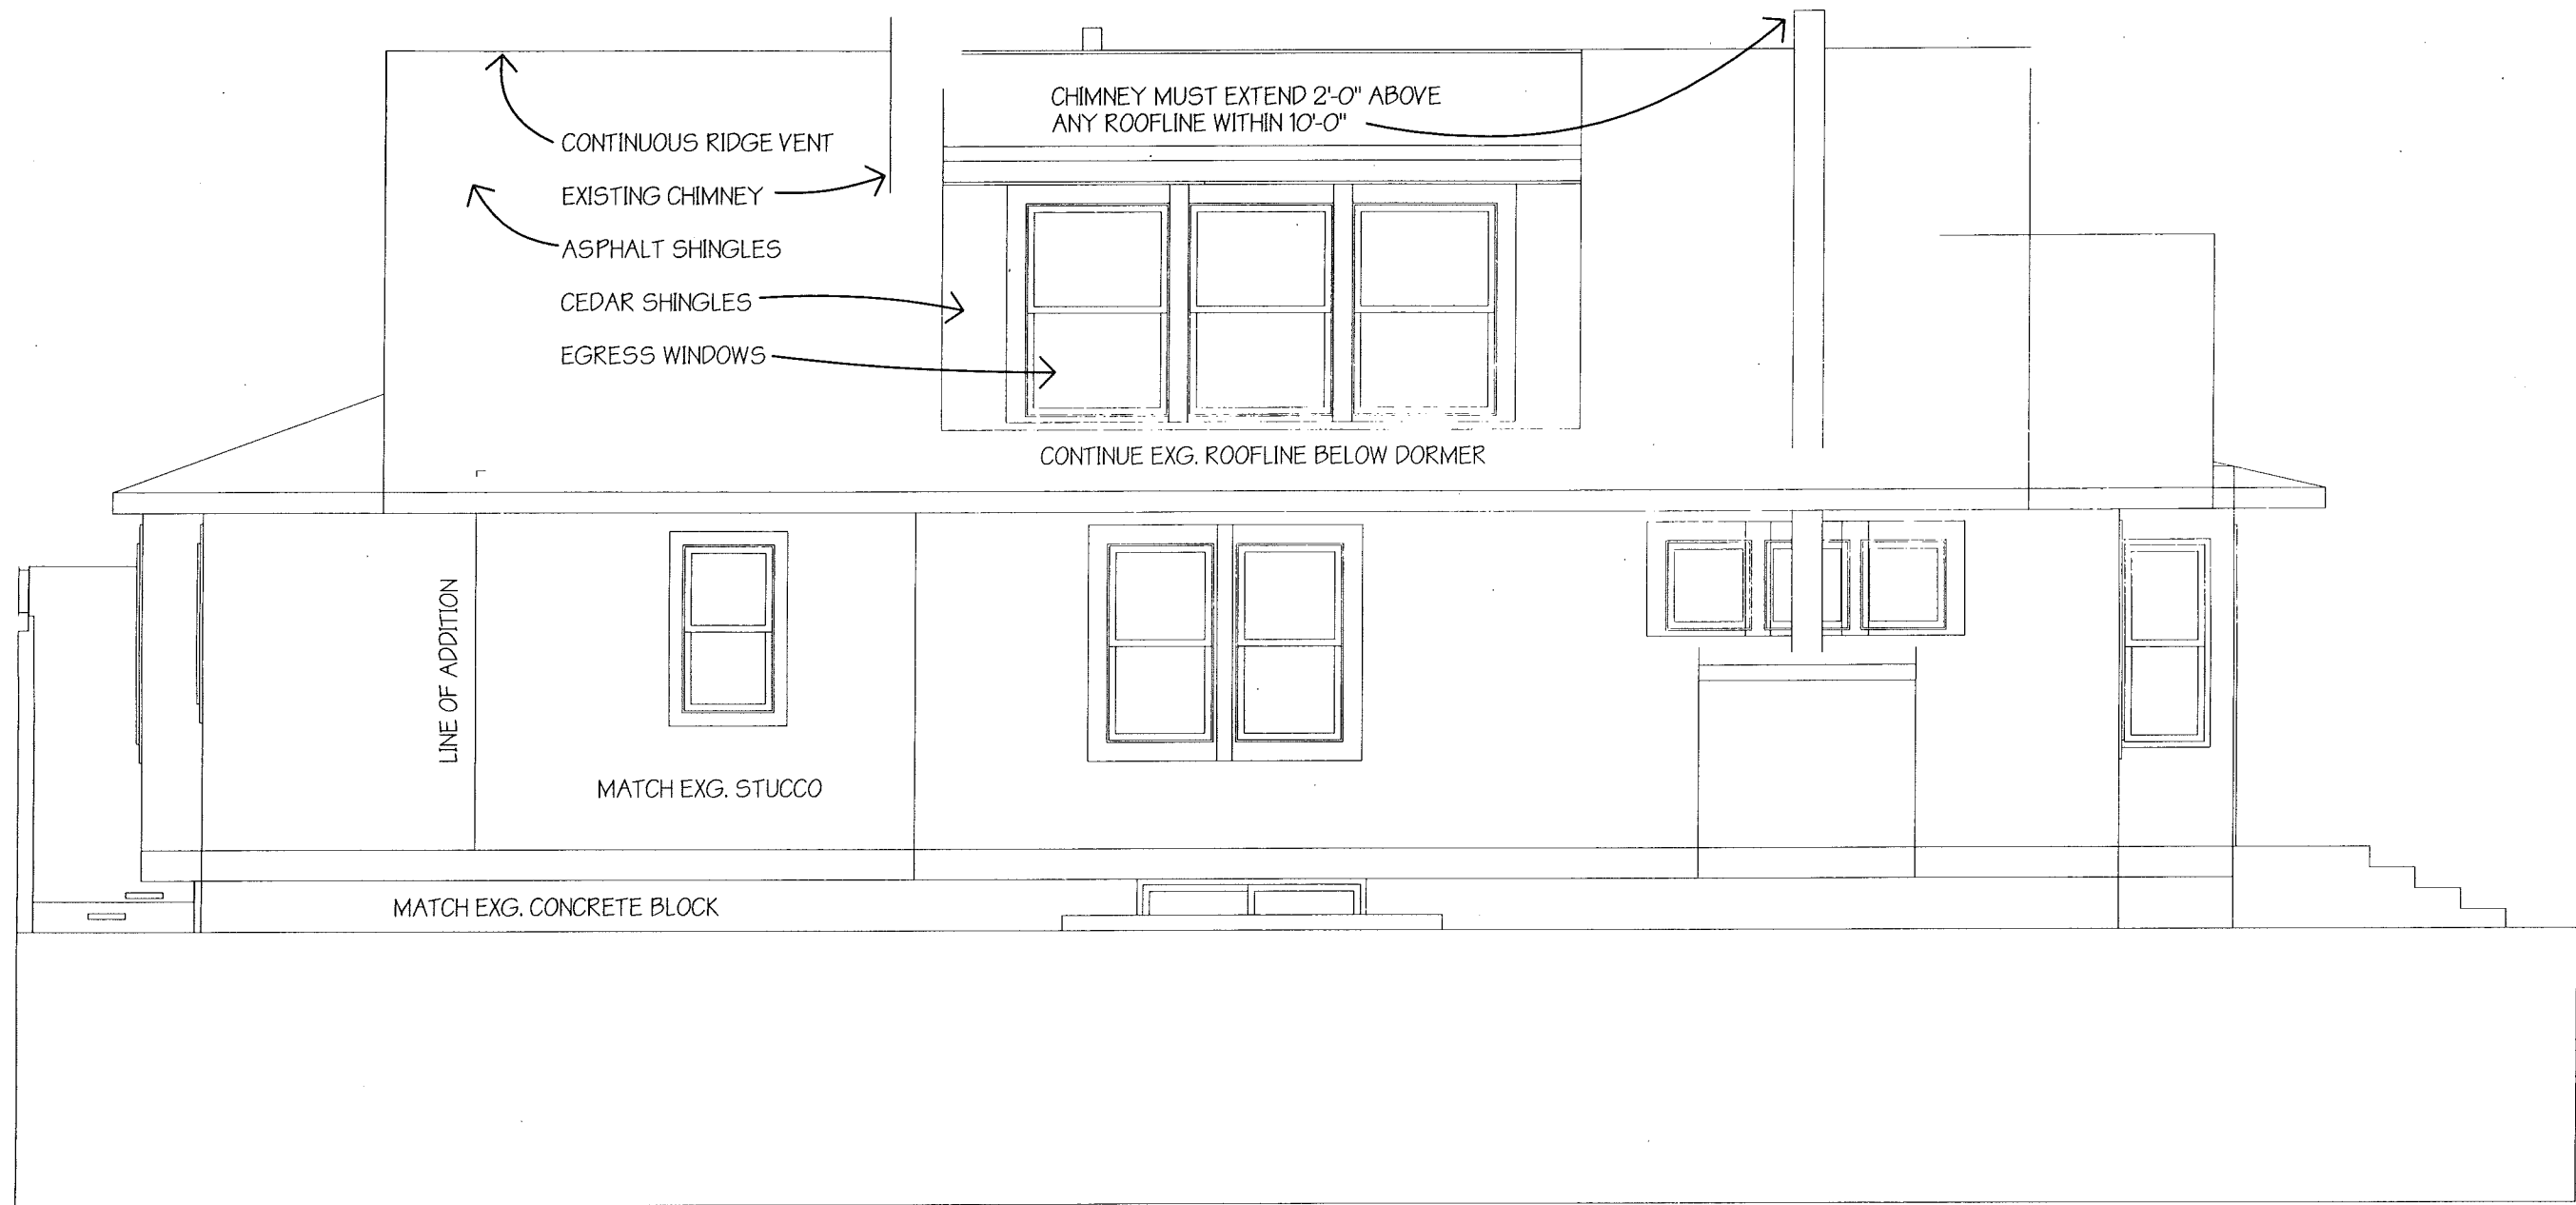 CHIMNEY MUST EXTEND 2'-0" ABOVE
ANY ROOFLINE WITHIN 10'-0"
CONTINUOUS RIDGE VENT
EXISTING CHIMNEY
ASPHALT SHINGLES
CEDAR SHINGLES
EGRESS WINDOWS
CONTINUE EXG. ROOFLINE BELOW DORMER
LINE OF ADDITION
MATCH EXG. STUCCO
MATCH EXG. CONCRETE BLOCK